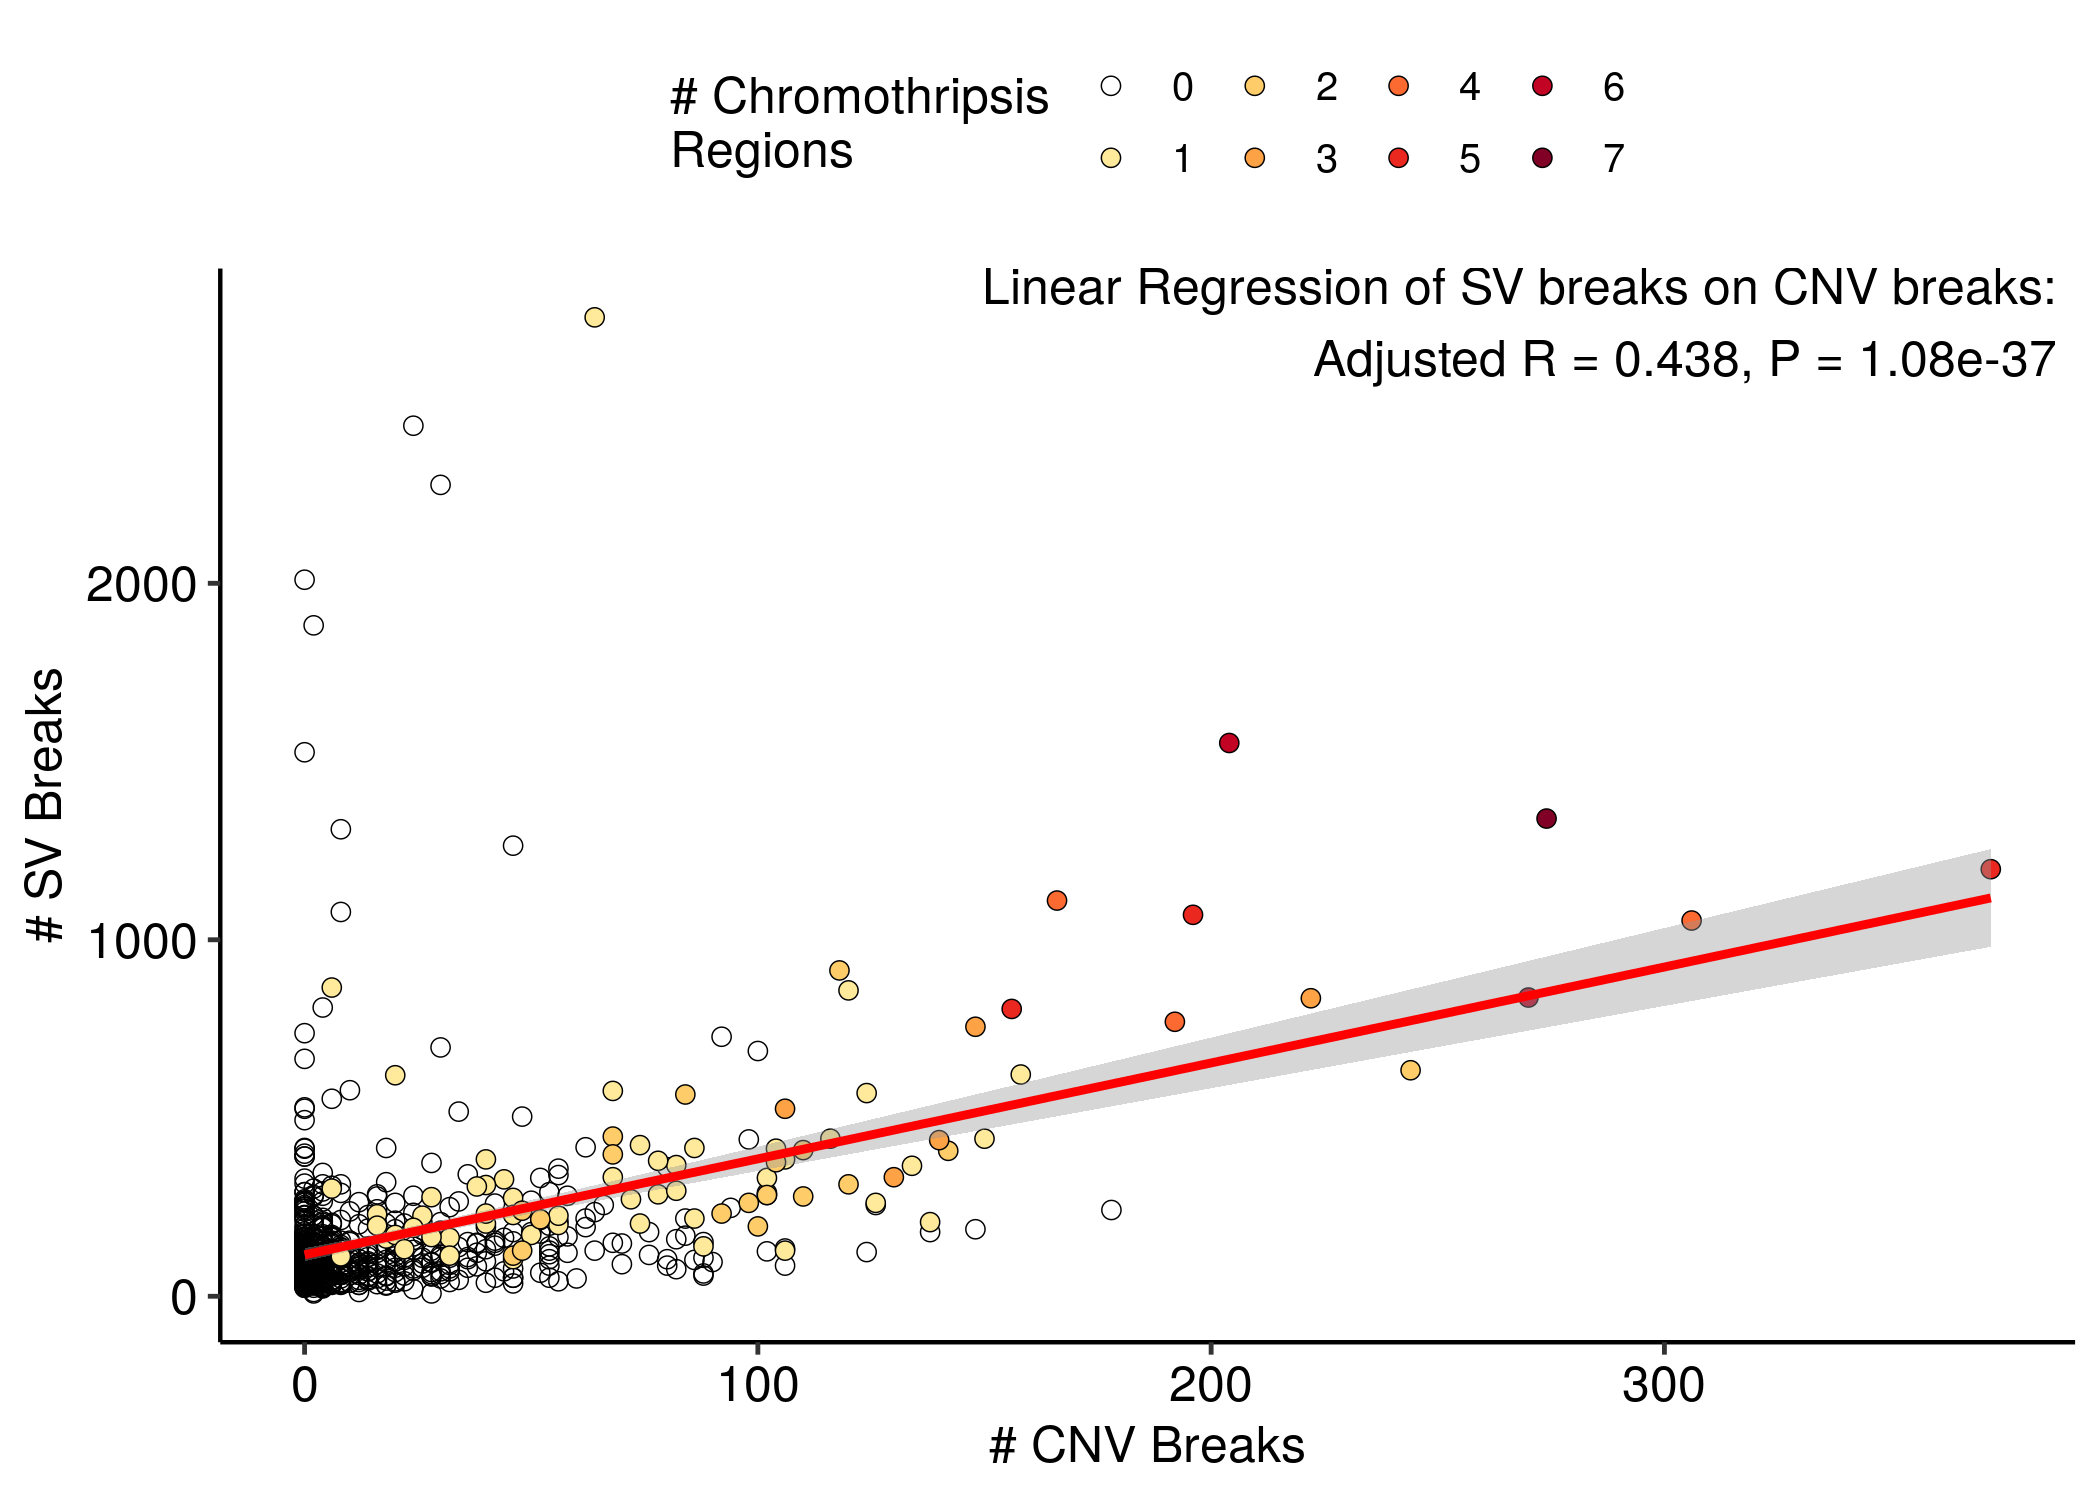 # Chromothripsis
Regions
0 2 4 6
1 3 5 7
Linear Regression of SV breaks on CNV breaks:
Adjusted R = 0.438, P = 1.08e-37
# SV Breaks
2000
1000
0
0 100 200 300
# CNV Breaks